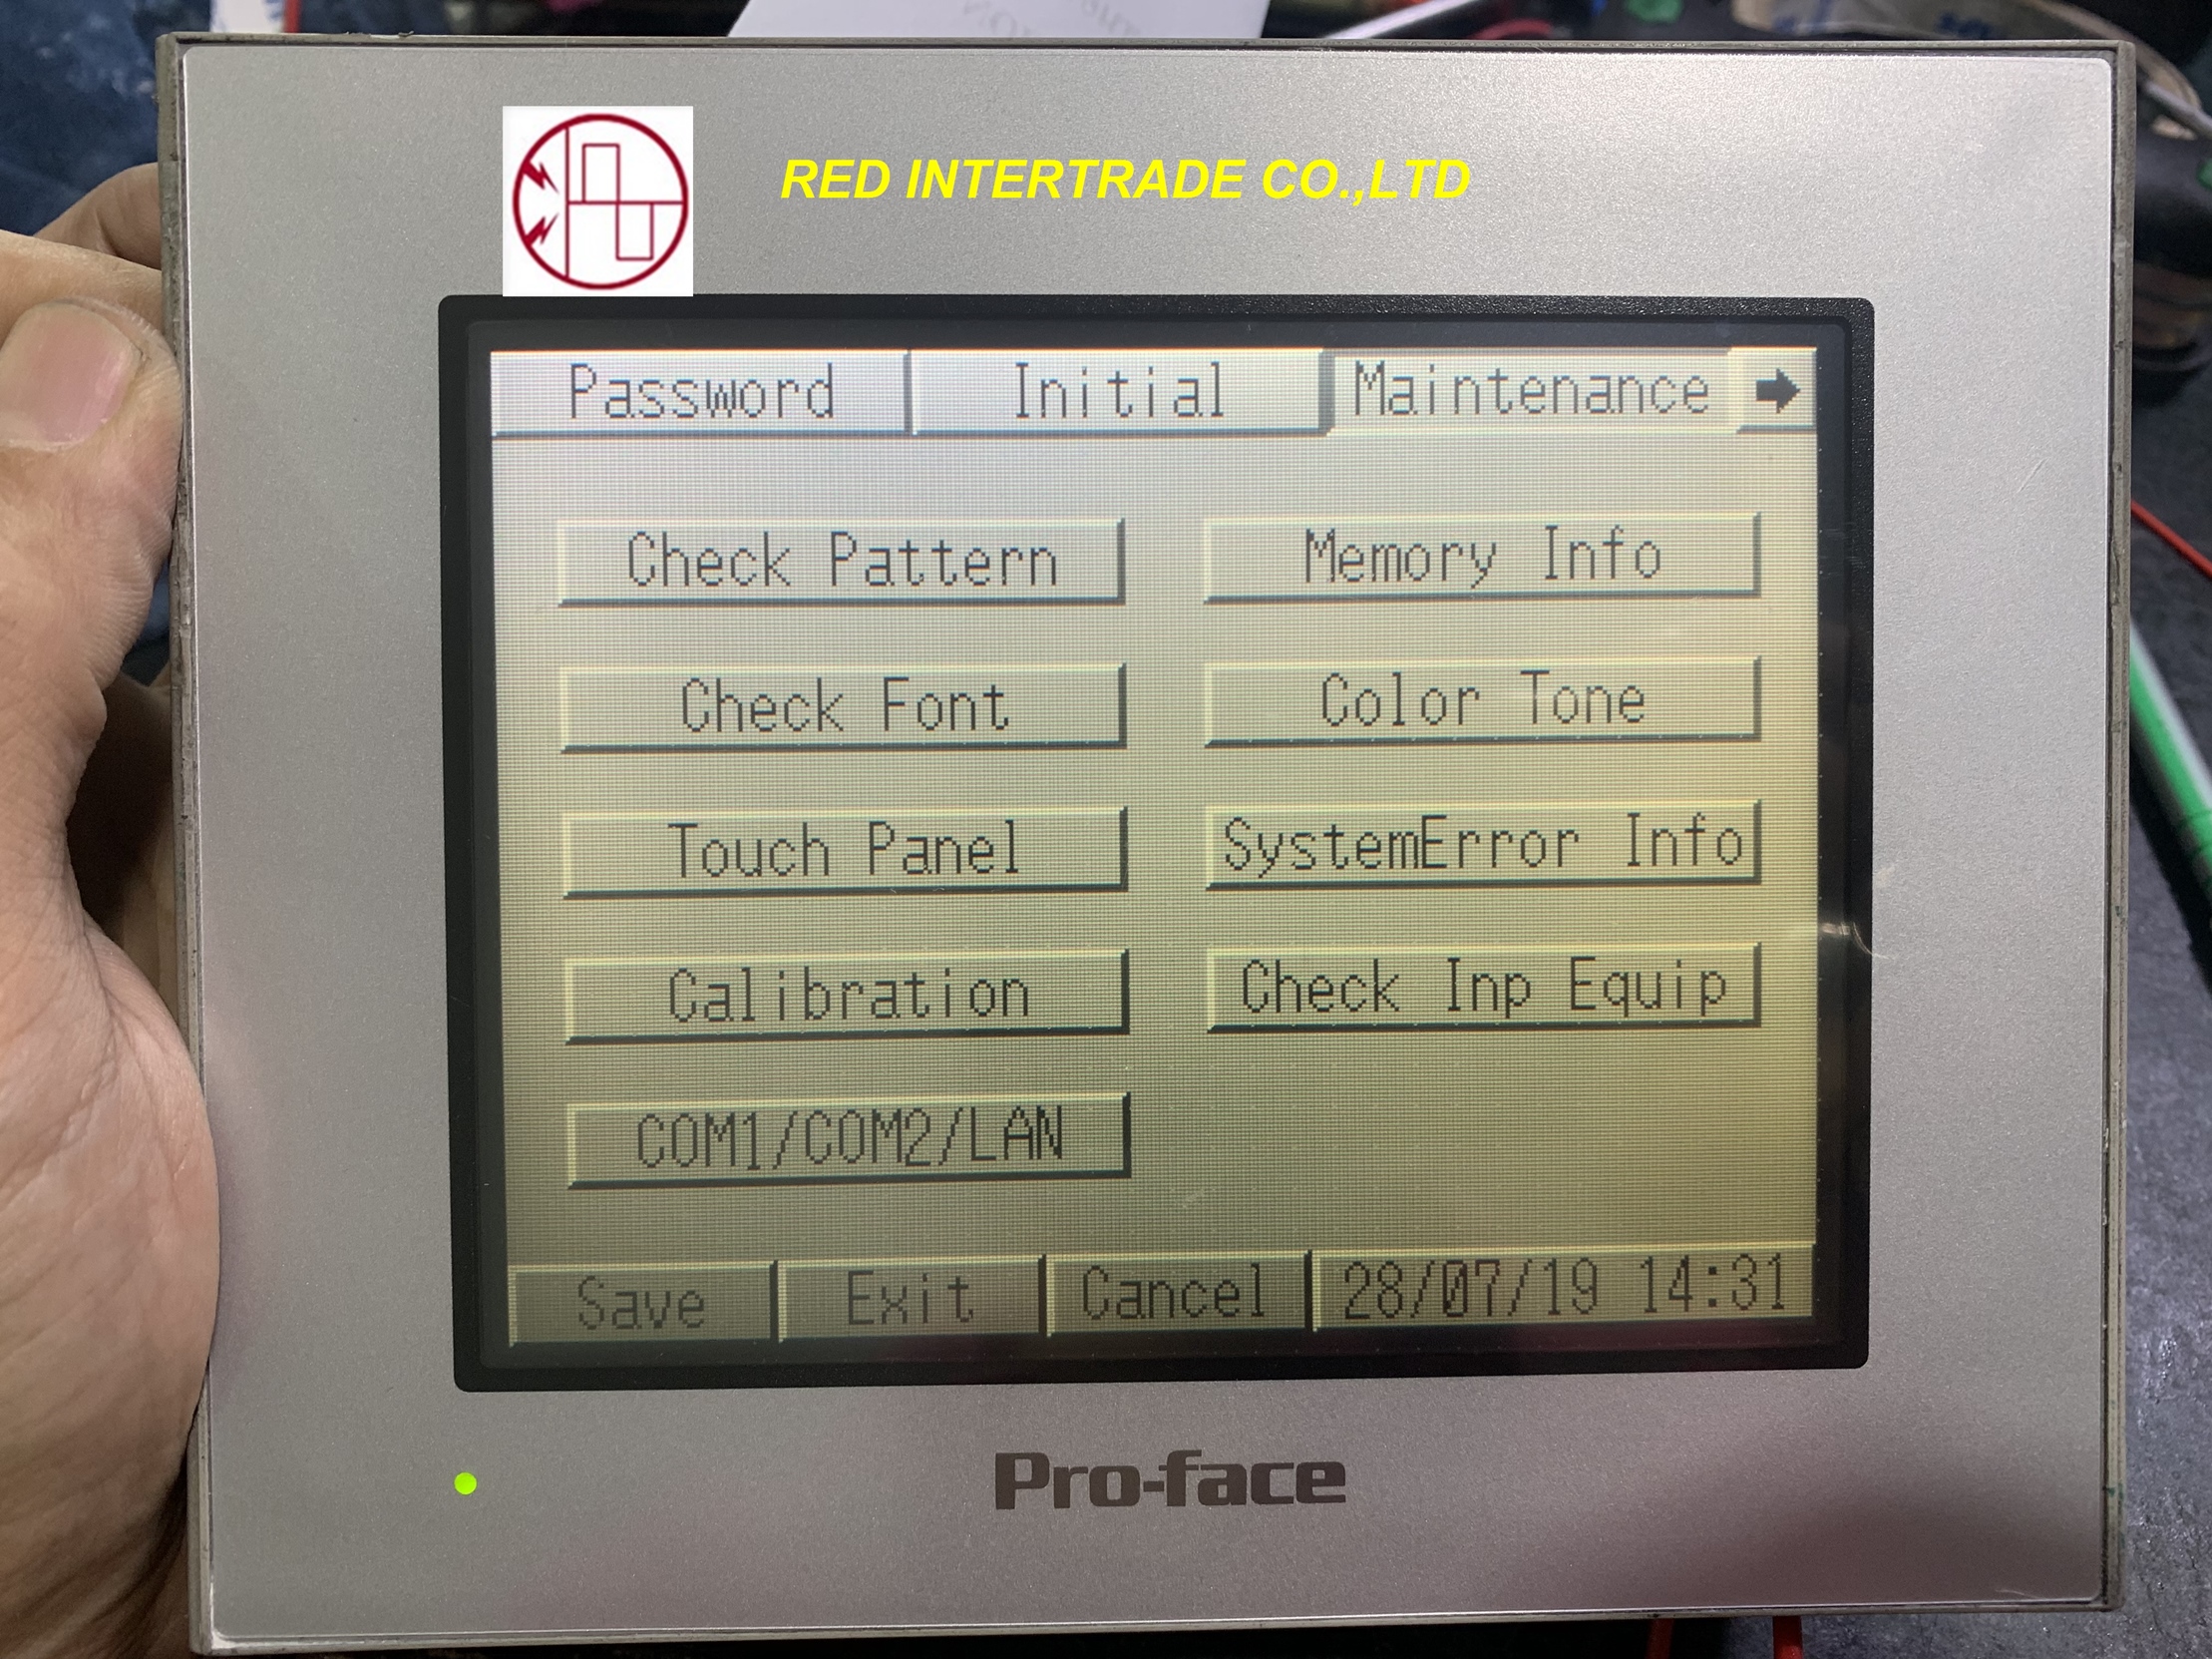 RED INTERTRADE CO.,LTD
Password Initial Maintenance
Check Pattern Memory Info
Check Font Color Tone
Touch Panel SystemError Info
Calibration Check Inp Equip
COM1/COM2/LAN
Save Exit Cancel 28/07/19 14:31
Pro-face